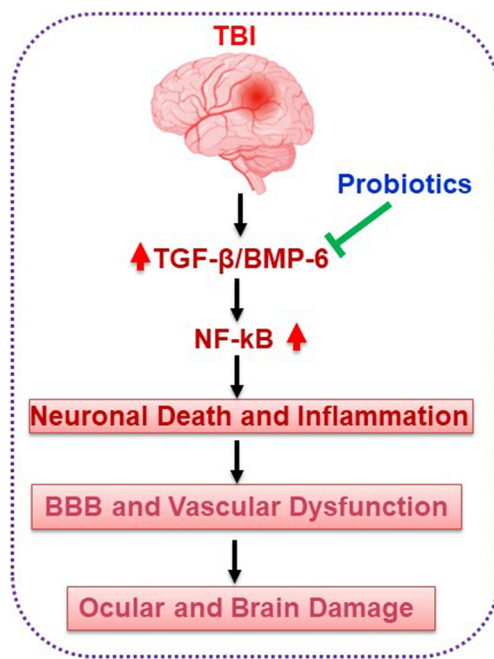 TBI
Probiotics
TGF-β/BMP-6
NF-kB
Neuronal Death and Inflammation
BBB and Vascular Dysfunction
Ocular and Brain Damage